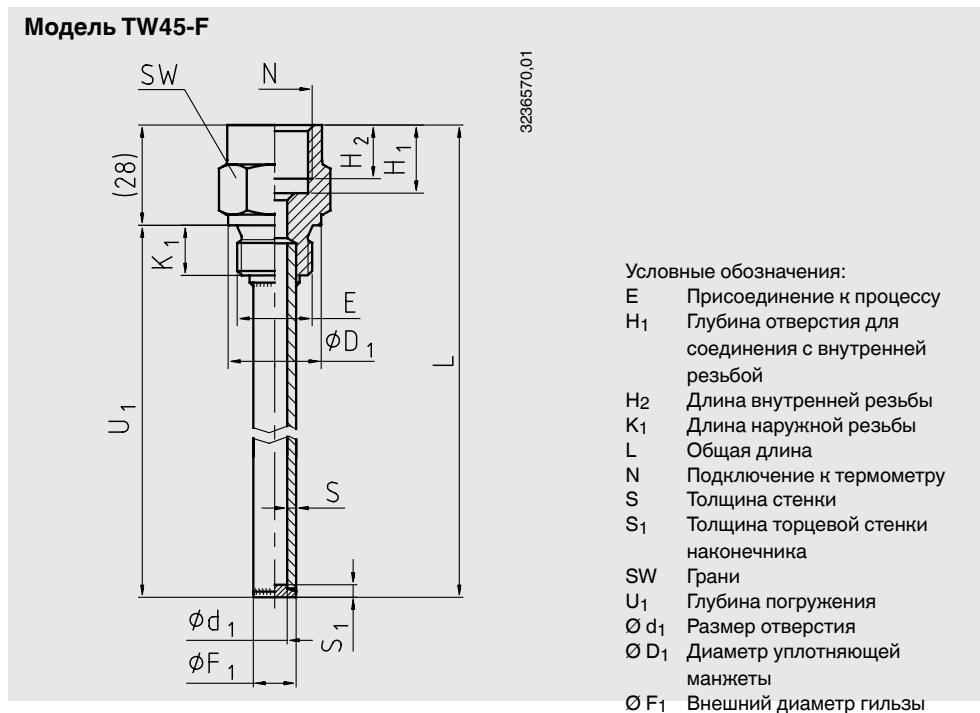 Модель TW45-F
3236570,01
SW
N
(28)
H2
H1
K1
E
ØD1
L
U1
S
Ød1
S1
ØF1
Условные обозначения:
E Присоединение к процессу
H1 Глубина отверстия для
соединения с внутренней
резьбой
H2 Длина внутренней резьбы
K1 Длина наружной резьбы
L Общая длина
N Подключение к термометру
S Толщина стенки
S1 Толщина торцевой стенки
наконечника
SW Грани
U1 Глубина погружения
Ø d1 Размер отверстия
Ø D1 Диаметр уплотняющей
манжеты
Ø F1 Внешний диаметр гильзы